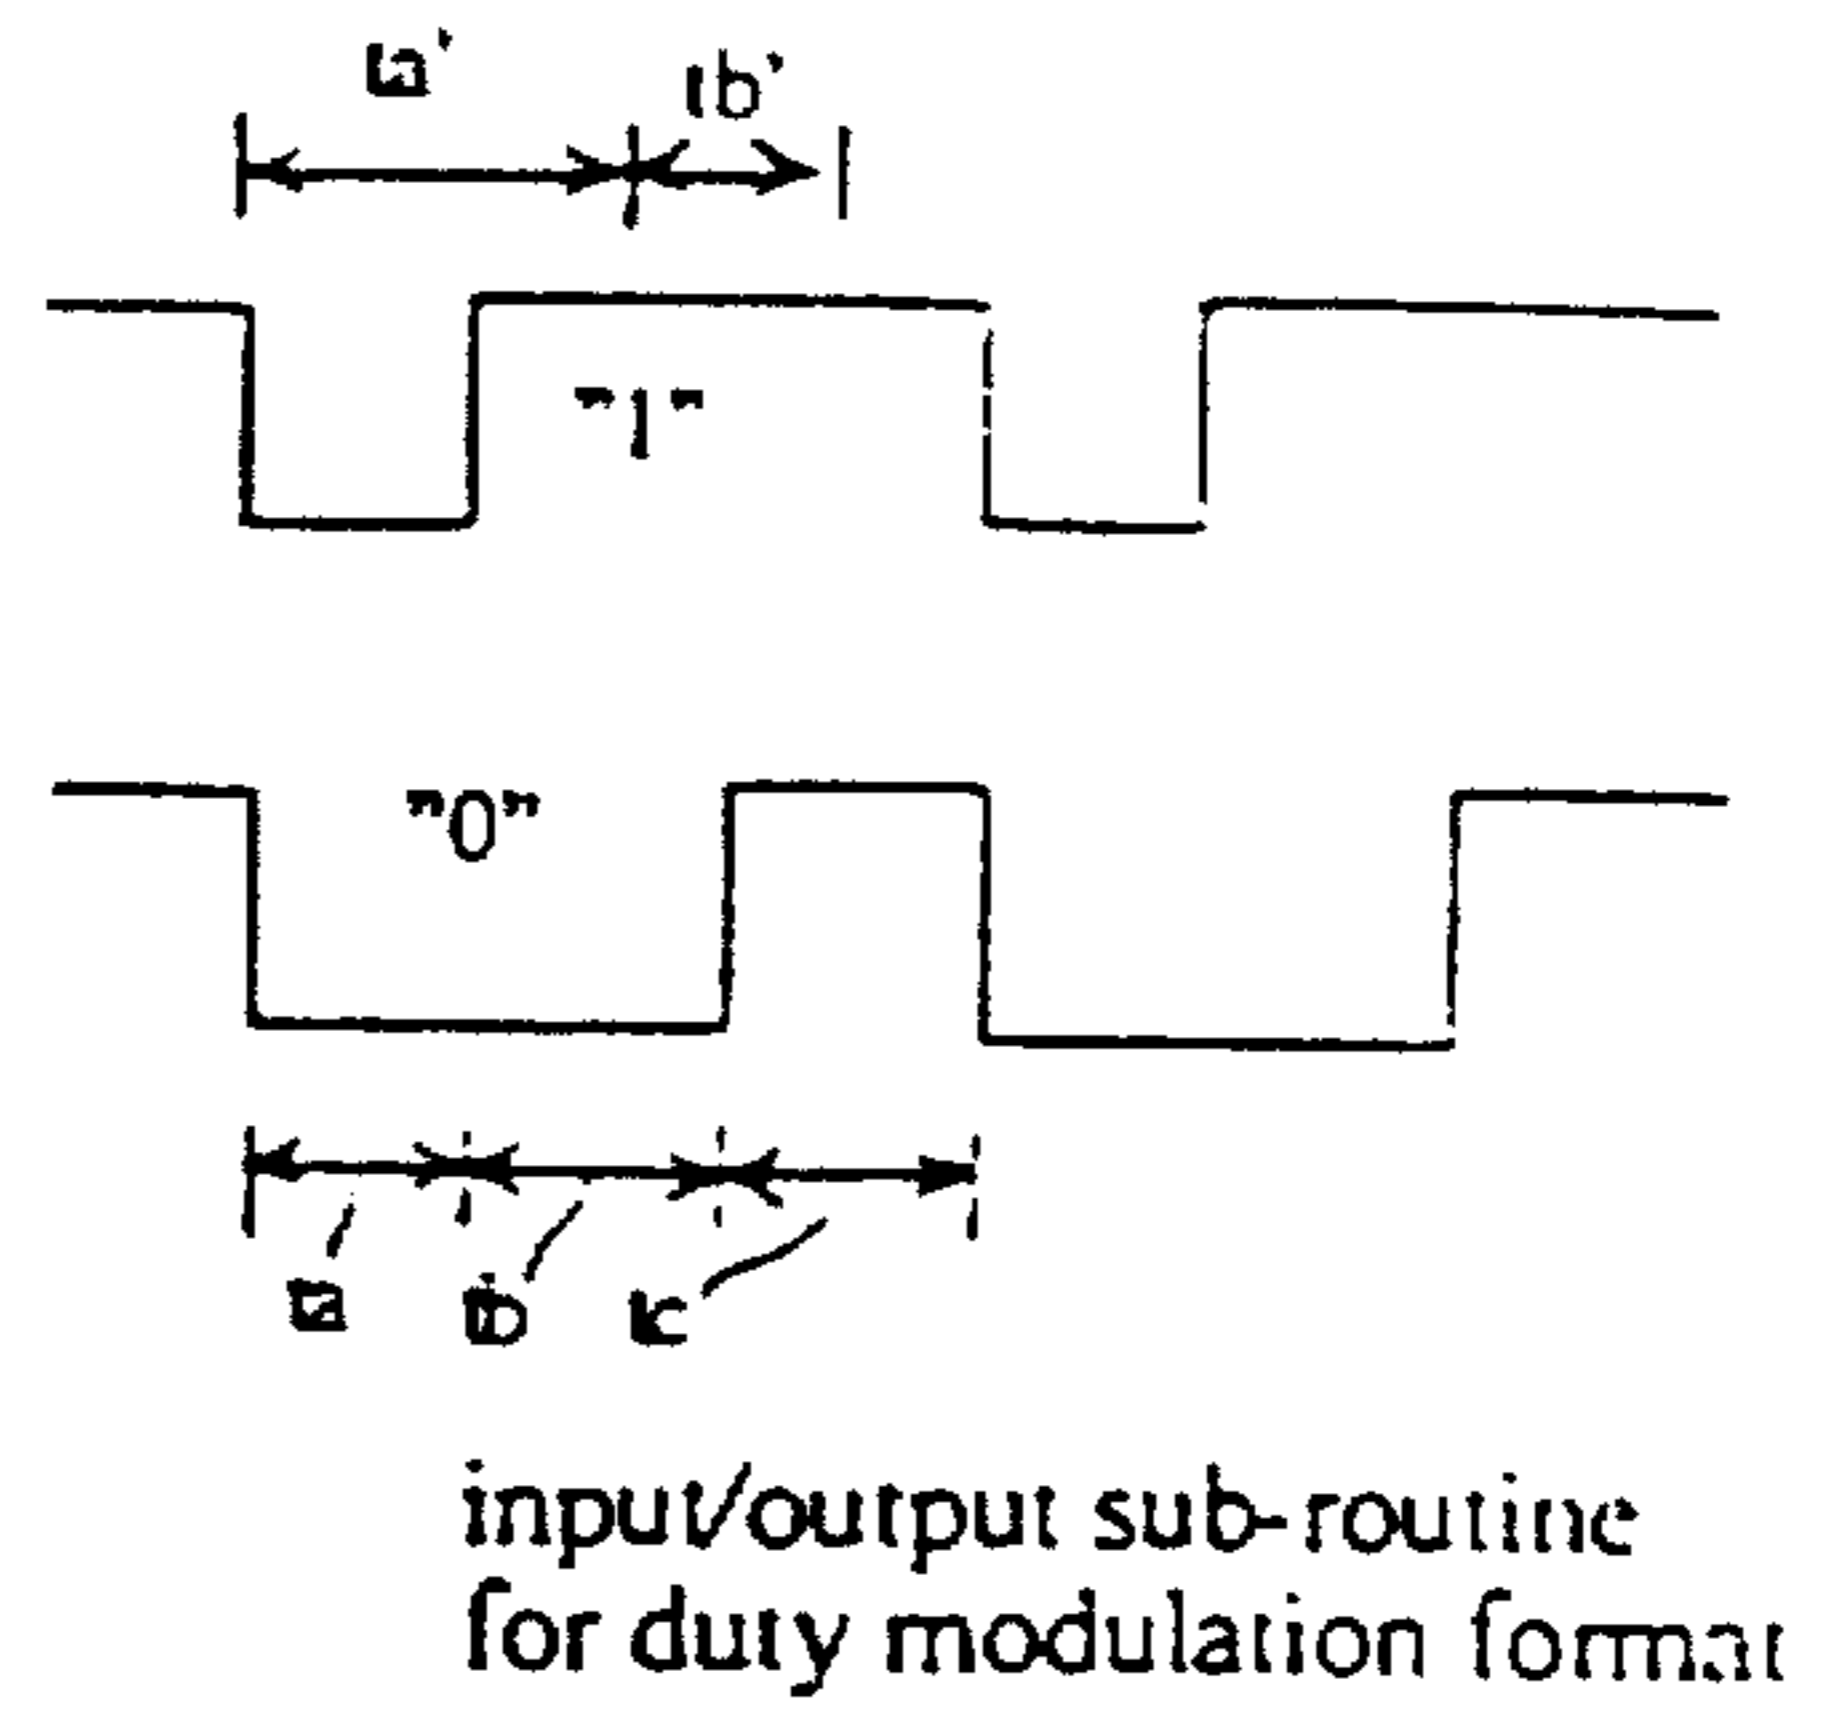 ta' tb'
"1"
"0"
ta tb tc
input/output sub-routine
for duty modulation format